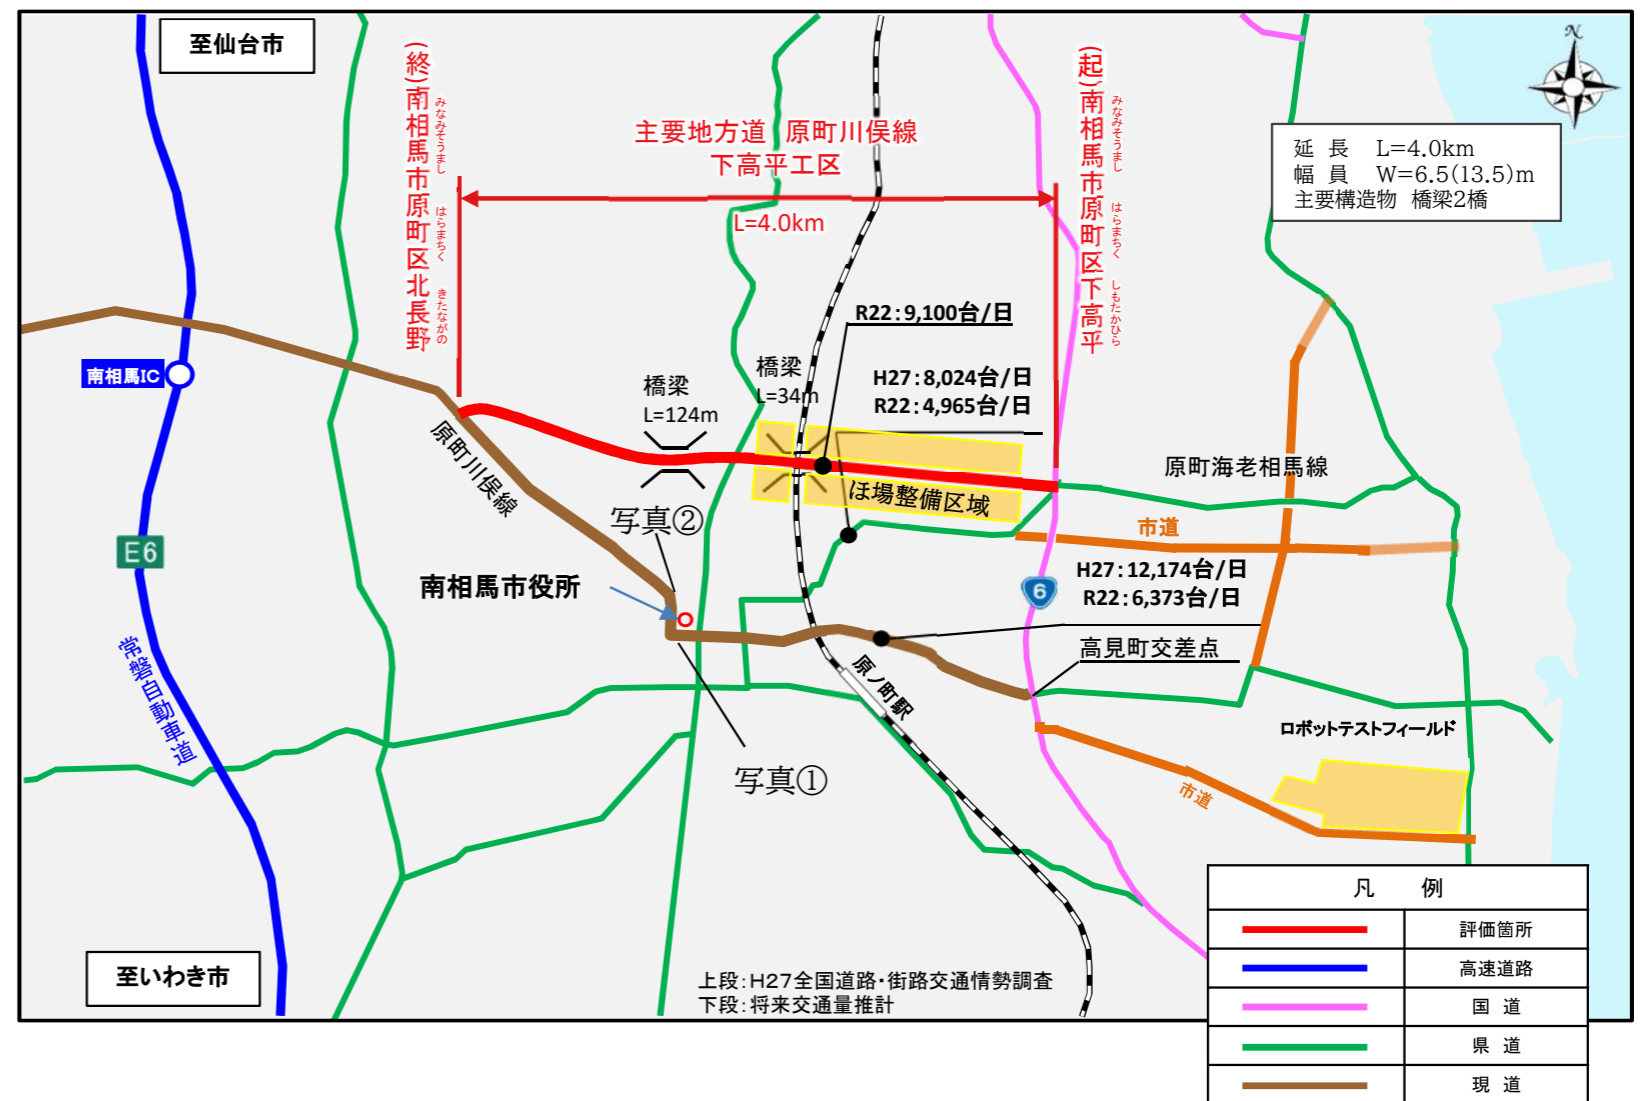 至仙台市
(終)南相馬市原町区北長野
みなみそうまし はらまちく きたながの
主要地方道 原町川俣線
下高平工区
L=4.0km
(起)南相馬市原町区下高平
みなみそうまし はらまちく しもたかひら
N
延 長 L=4.0km
幅 員 W=6.5(13.5)m
主要構造物 橋梁2橋
R22:9,100台/日
南相馬IC
橋梁
L=124m
橋梁
L=34m
H27:8,024台/日
R22:4,965台/日
原町川俣線
ほ場整備区域
原町海老相馬線
写真②
市道
E6
南相馬市役所
6
H27:12,174台/日
R22:6,373台/日
高見町交差点
常磐自動車道
原ノ町駅
ロボットテストフィールド
写真①
市道
至いわき市
上段:H27全国道路・街路交通情勢調査
下段:将来交通量推計
凡 例
評価箇所
高速道路
国 道
県 道
現 道